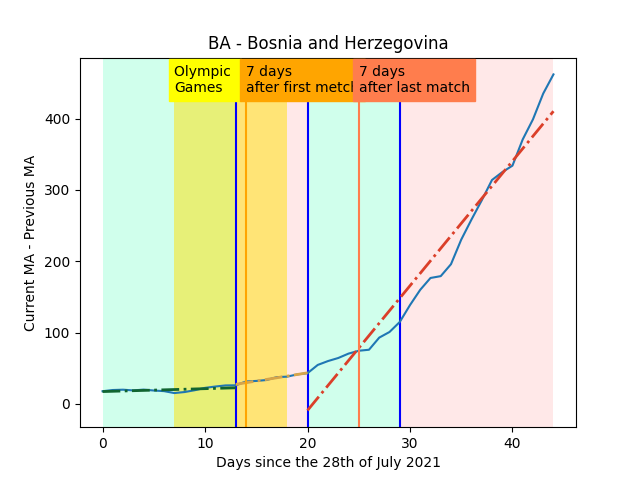 BA - Bosnia and Herzegovina
Olympic
Games
7 days
after first metch
7 days
after last match
Current MA - Previous MA
400
300
200
100
0
0
10
20
30
40
Days since the 28th of July 2021